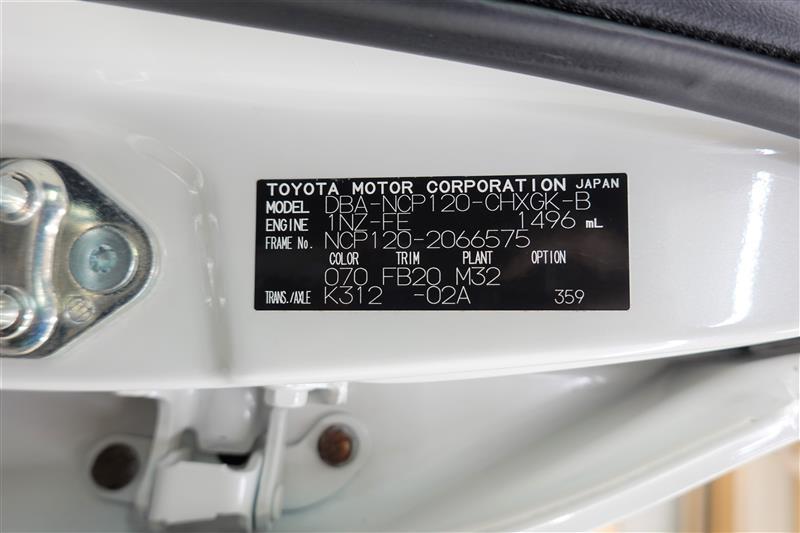 TOYOTA MOTOR CORPORATION JAPAN
MODEL DBA-NCP120-CHXGK-B
ENGINE 1NZ-FE 1496 mL
FRAME No. NCP120-2066575
COLOR TRIM PLANT OPTION
070 FB20 M32
TRANS./AXLE K312 -02A 359